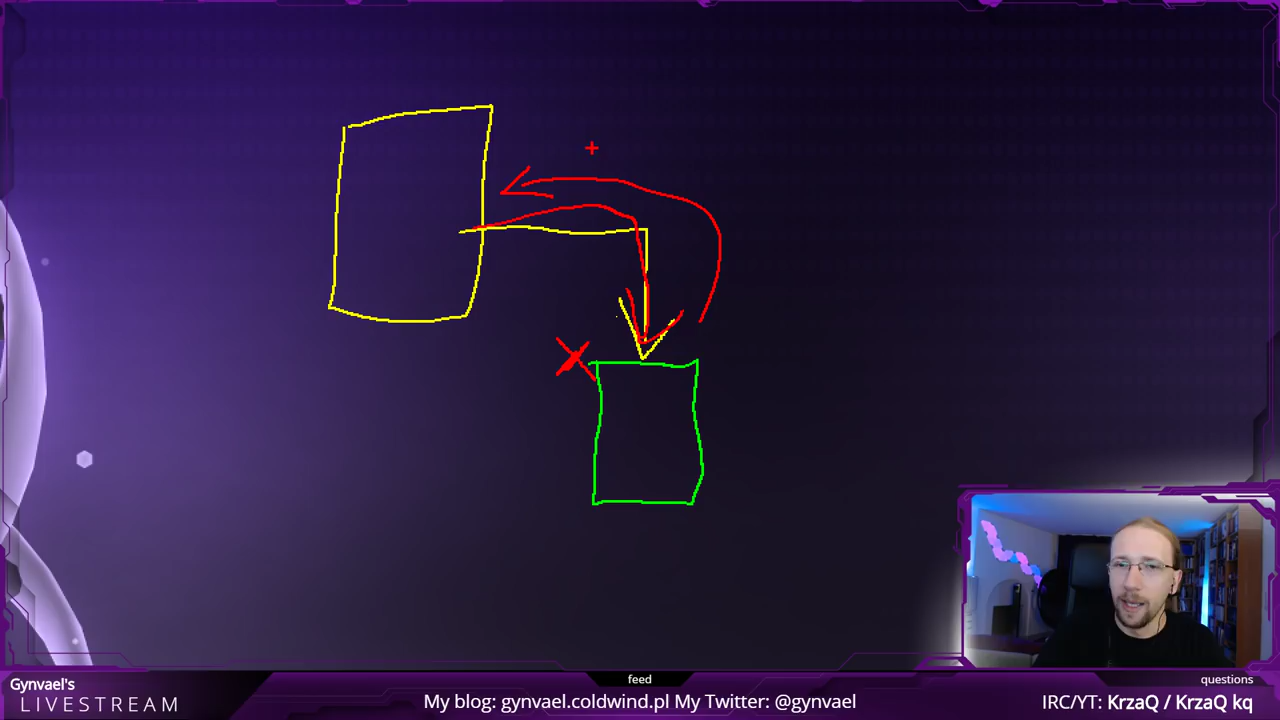 Gynvael's
LIVESTREAM
feed
My blog: gynvael.coldwind.pl My Twitter: @gynvael
questions
IRC/YT: KrzaQ / KrzaQ kq